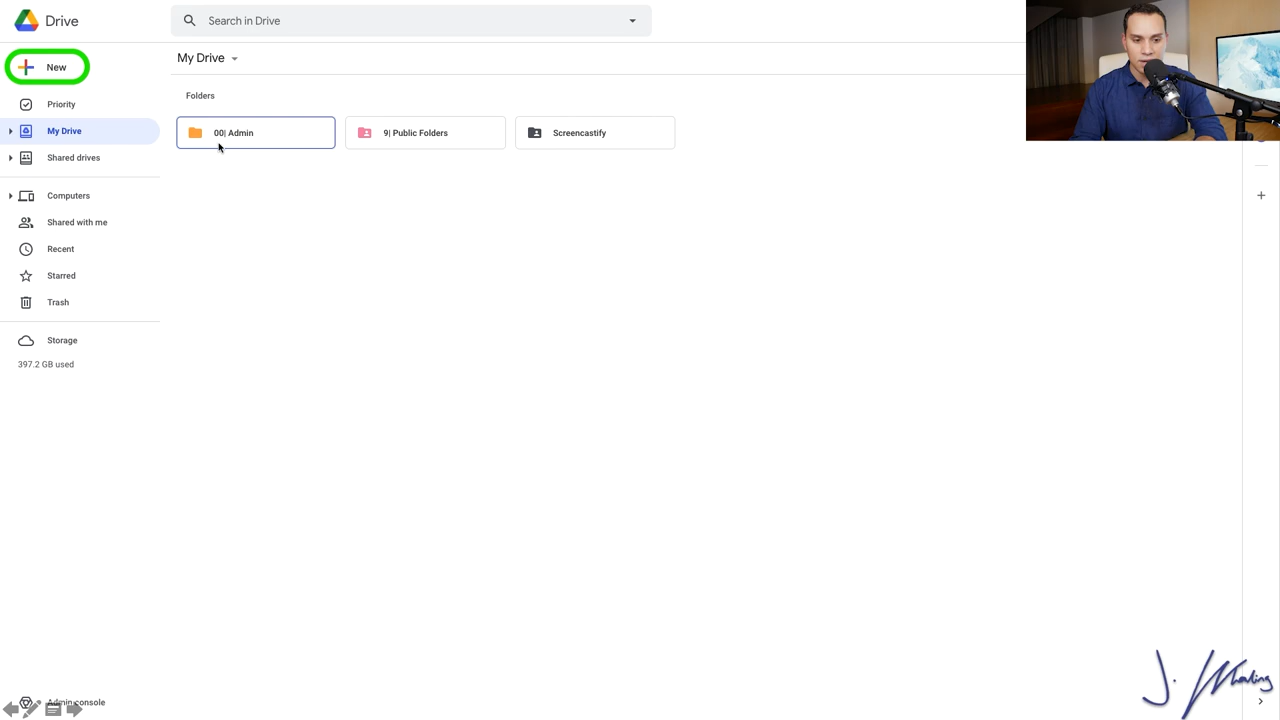 Drive
Search in Drive
New
My Drive
Priority
Folders
My Drive
00| Admin
9| Public Folders
Screencastify
Shared drives
Computers
Shared with me
Recent
Starred
Trash
Storage
397.2 GB used
Admin console